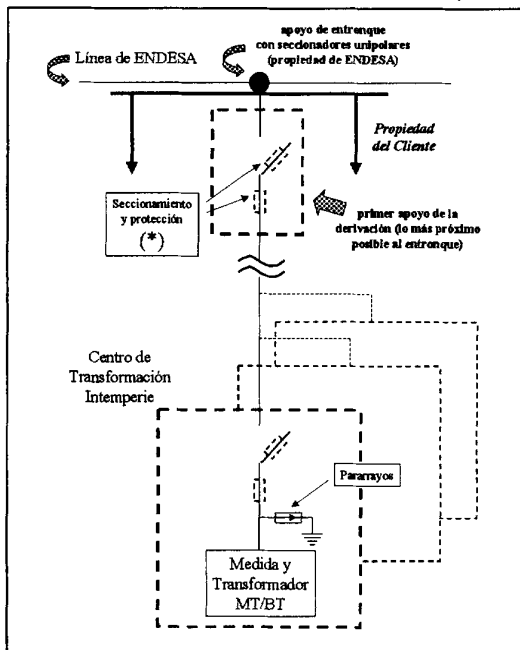 apoyo de entronque
con seccionadores unipolares
(propiedad de ENDESA)
Línea de ENDESA
Propiedad
del Cliente
Seccionamiento
y protección
(*)
primer apoyo de la
derivación (lo más próximo
posible al entronque)
Centro de
Transformación
Intemperie
Pararrayos
Medida y
Transformador
MT/BT